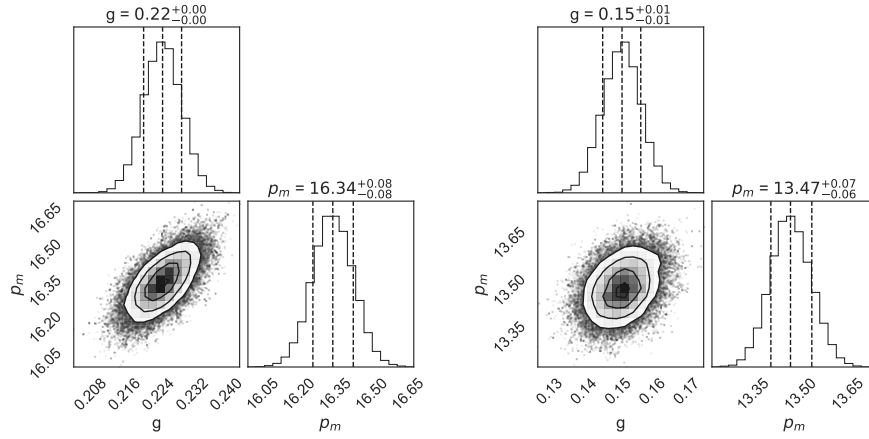 g = 0.22+0.00−0.00
pm = 16.34+0.08−0.08
16.65
16.50
16.35
16.20
16.05
pm
0.208
0.216
0.224
0.232
0.240
g
16.05
16.20
16.35
16.50
16.65
pm
g = 0.15+0.01−0.01
pm = 13.47+0.07−0.06
13.65
13.50
13.35
pm
0.13
0.14
0.15
0.16
0.17
g
13.35
13.50
13.65
pm